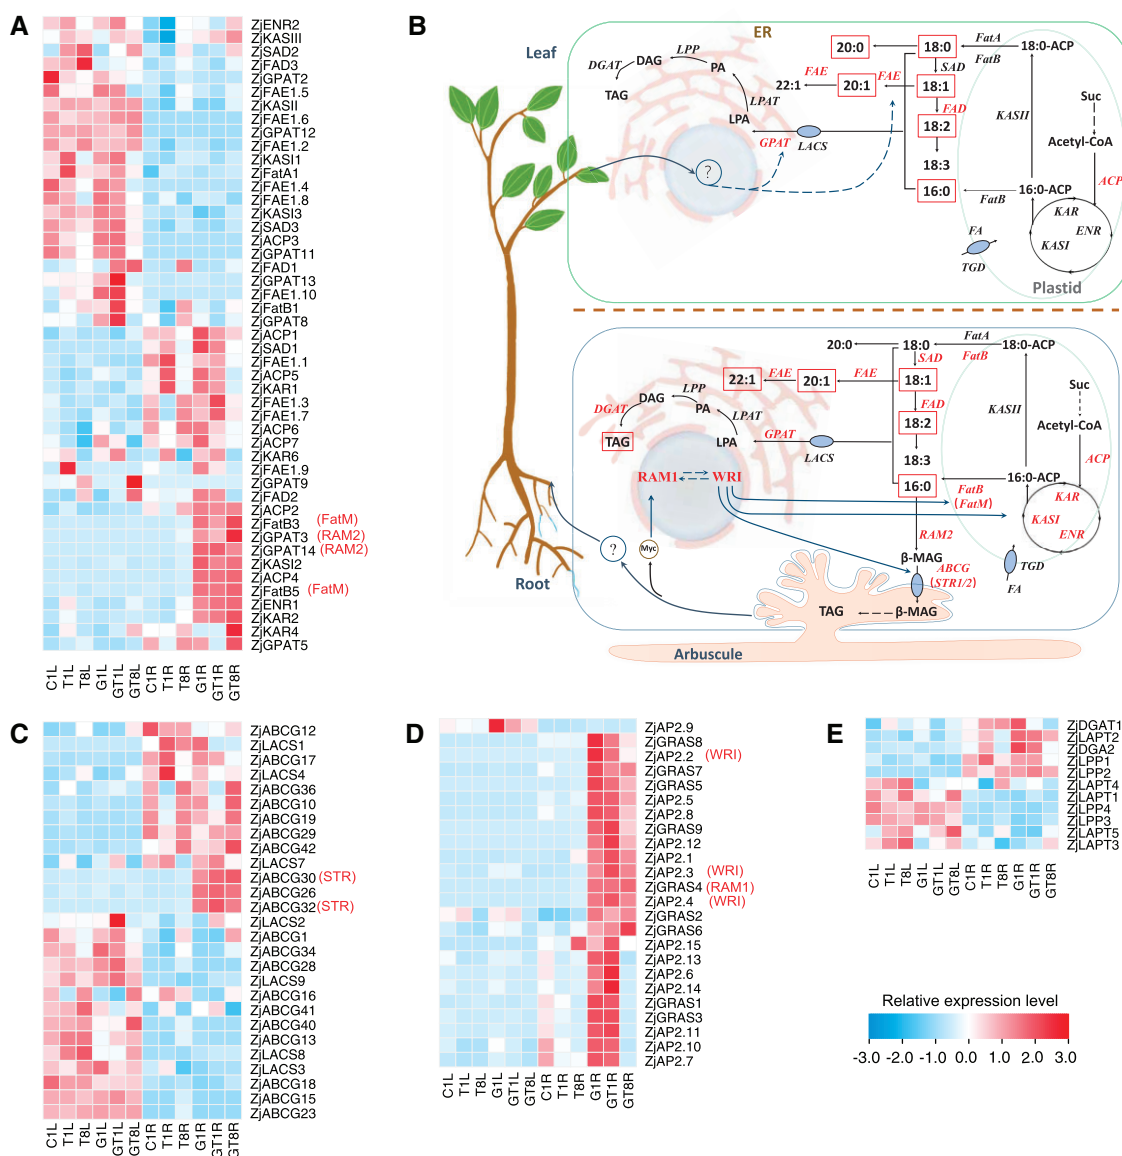 A
ZjENR2
ZjKASIII
ZjSAD2
ZjFAD3
ZjGPAT2
ZjFAE1.5
ZjKASII
ZjFAE1.6
ZjGPAT12
ZjFAE1.2
ZjKASI1
ZjFatA1
ZjFAE1.4
ZjFAE1.8
ZjKASI3
ZjSAD3
ZjACP3
ZjGPAT11
ZjFAD1
ZjGPAT13
ZjFAE1.10
ZjFatB1
ZjGPAT8
ZjACP1
ZjSAD1
ZjFAE1.1
ZjACP5
ZjKAR1
ZjFAE1.3
ZjFAE1.7
ZjACP6
ZjACP7
ZjKAR6
ZjFAE1.9
ZjGPAT9
ZjFAD2
ZjACP2
ZjFatB3 (FatM)
ZjGPAT3 (RAM2)
ZjGPAT14 (RAM2)
ZjKASI2
ZjACP4
ZjFatB5 (FatM)
ZjENR1
ZjKAR2
ZjKAR4
ZjGPAT5
C1L T1L T8L G1L GT1L GT8L C1R T1R T8R G1R GT1R GT8R
B
Leaf
ER
DGAT DAG LPP PA
TAG
LPAT
LPA
GPAT
LACS
?
20:0 18:0 FatA 18:0-ACP
FatB
SAD
22:1 FAE 20:1 FAE 18:1
FAD
18:2
18:3
16:0 FatB 16:0-ACP
KASII
Suc
Acetyl-CoA
ACP
KAR
ENR
KASI
FA
TGD
Plastid
20:0 18:0 FatA 18:0-ACP
FatB
SAD
22:1 FAE 20:1 FAE 18:1
FAD
18:2
18:3
16:0
16:0-ACP
FatB
(FatM)
KASII
Suc
Acetyl-CoA
ACP
KAR
KASI
ENR
TGD
FA
DGAT DAG LPP PA
TAG
LPAT
LPA
GPAT
LACS
RAM1 WRI
RAM2
β-MAG
ABCG
(STR1/2)
TAG β-MAG
Myc
?
Root
Arbuscule
C
ZjABCG12
ZjLACS1
ZjABCG17
ZjLACS4
ZjABCG36
ZjABCG10
ZjABCG19
ZjABCG29
ZjABCG42
ZjLACS7
ZjABCG30 (STR)
ZjABCG26
ZjABCG32 (STR)
ZjLACS2
ZjABCG1
ZjABCG34
ZjABCG28
ZjLACS9
ZjABCG16
ZjABCG41
ZjABCG40
ZjABCG13
ZjLACS8
ZjLACS3
ZjABCG18
ZjABCG15
ZjABCG23
C1L T1L T8L G1L GT1L GT8L C1R T1R T8R G1R GT1R GT8R
D
ZjAP2.9
ZjGRAS8
ZjAP2.2 (WRI)
ZjGRAS7
ZjGRAS5
ZjAP2.5
ZjAP2.8
ZjGRAS9
ZjAP2.12
ZjAP2.1
ZjAP2.3 (WRI)
ZjGRAS4 (RAM1)
ZjAP2.4 (WRI)
ZjGRAS2
ZjGRAS6
ZjAP2.15
ZjAP2.13
ZjAP2.6
ZjAP2.14
ZjGRAS1
ZjGRAS3
ZjAP2.11
ZjAP2.10
ZjAP2.7
C1L T1L T8L G1L GT1L GT8L C1R T1R T8R G1R GT1R GT8R
E
ZjDGAT1
ZjLAPT2
ZjDGA2
ZjLPP1
ZjLPP2
ZjLAPT4
ZjLAPT1
ZjLPP4
ZjLPP3
ZjLAPT5
ZjLAPT3
C1L T1L T8L G1L GT1L GT8L C1R T1R T8R G1R GT1R GT8R
Relative expression level
-3.0 -2.0 -1.0 0.0 1.0 2.0 3.0